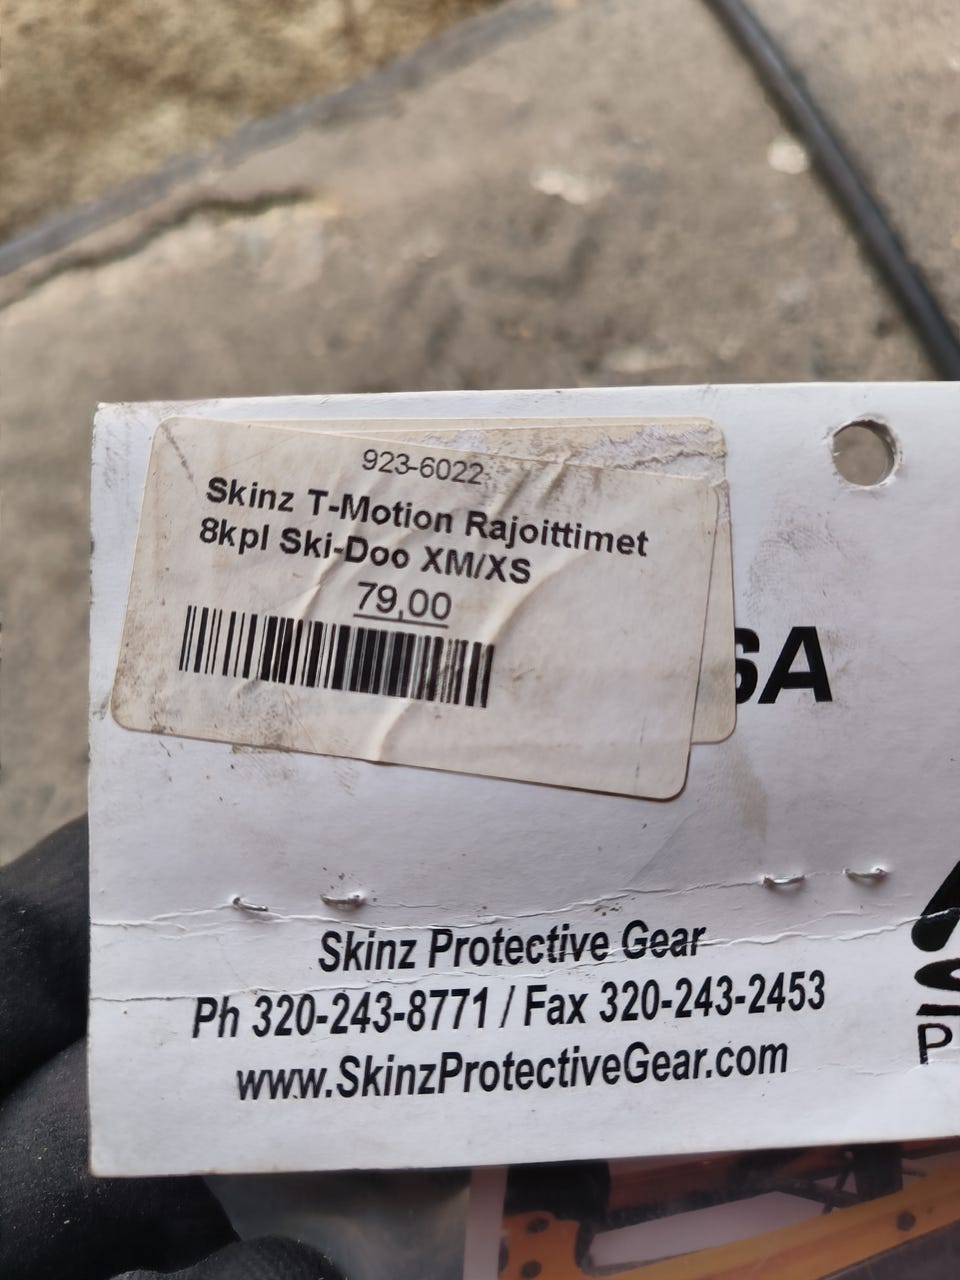 923-6022
Skinz T-Motion Rajoittimet
8kpl Ski-Doo XM/XS
79,00
SA
Skinz Protective Gear
Ph 320-243-8771 / Fax 320-243-2453
www.SkinzProtectiveGear.com